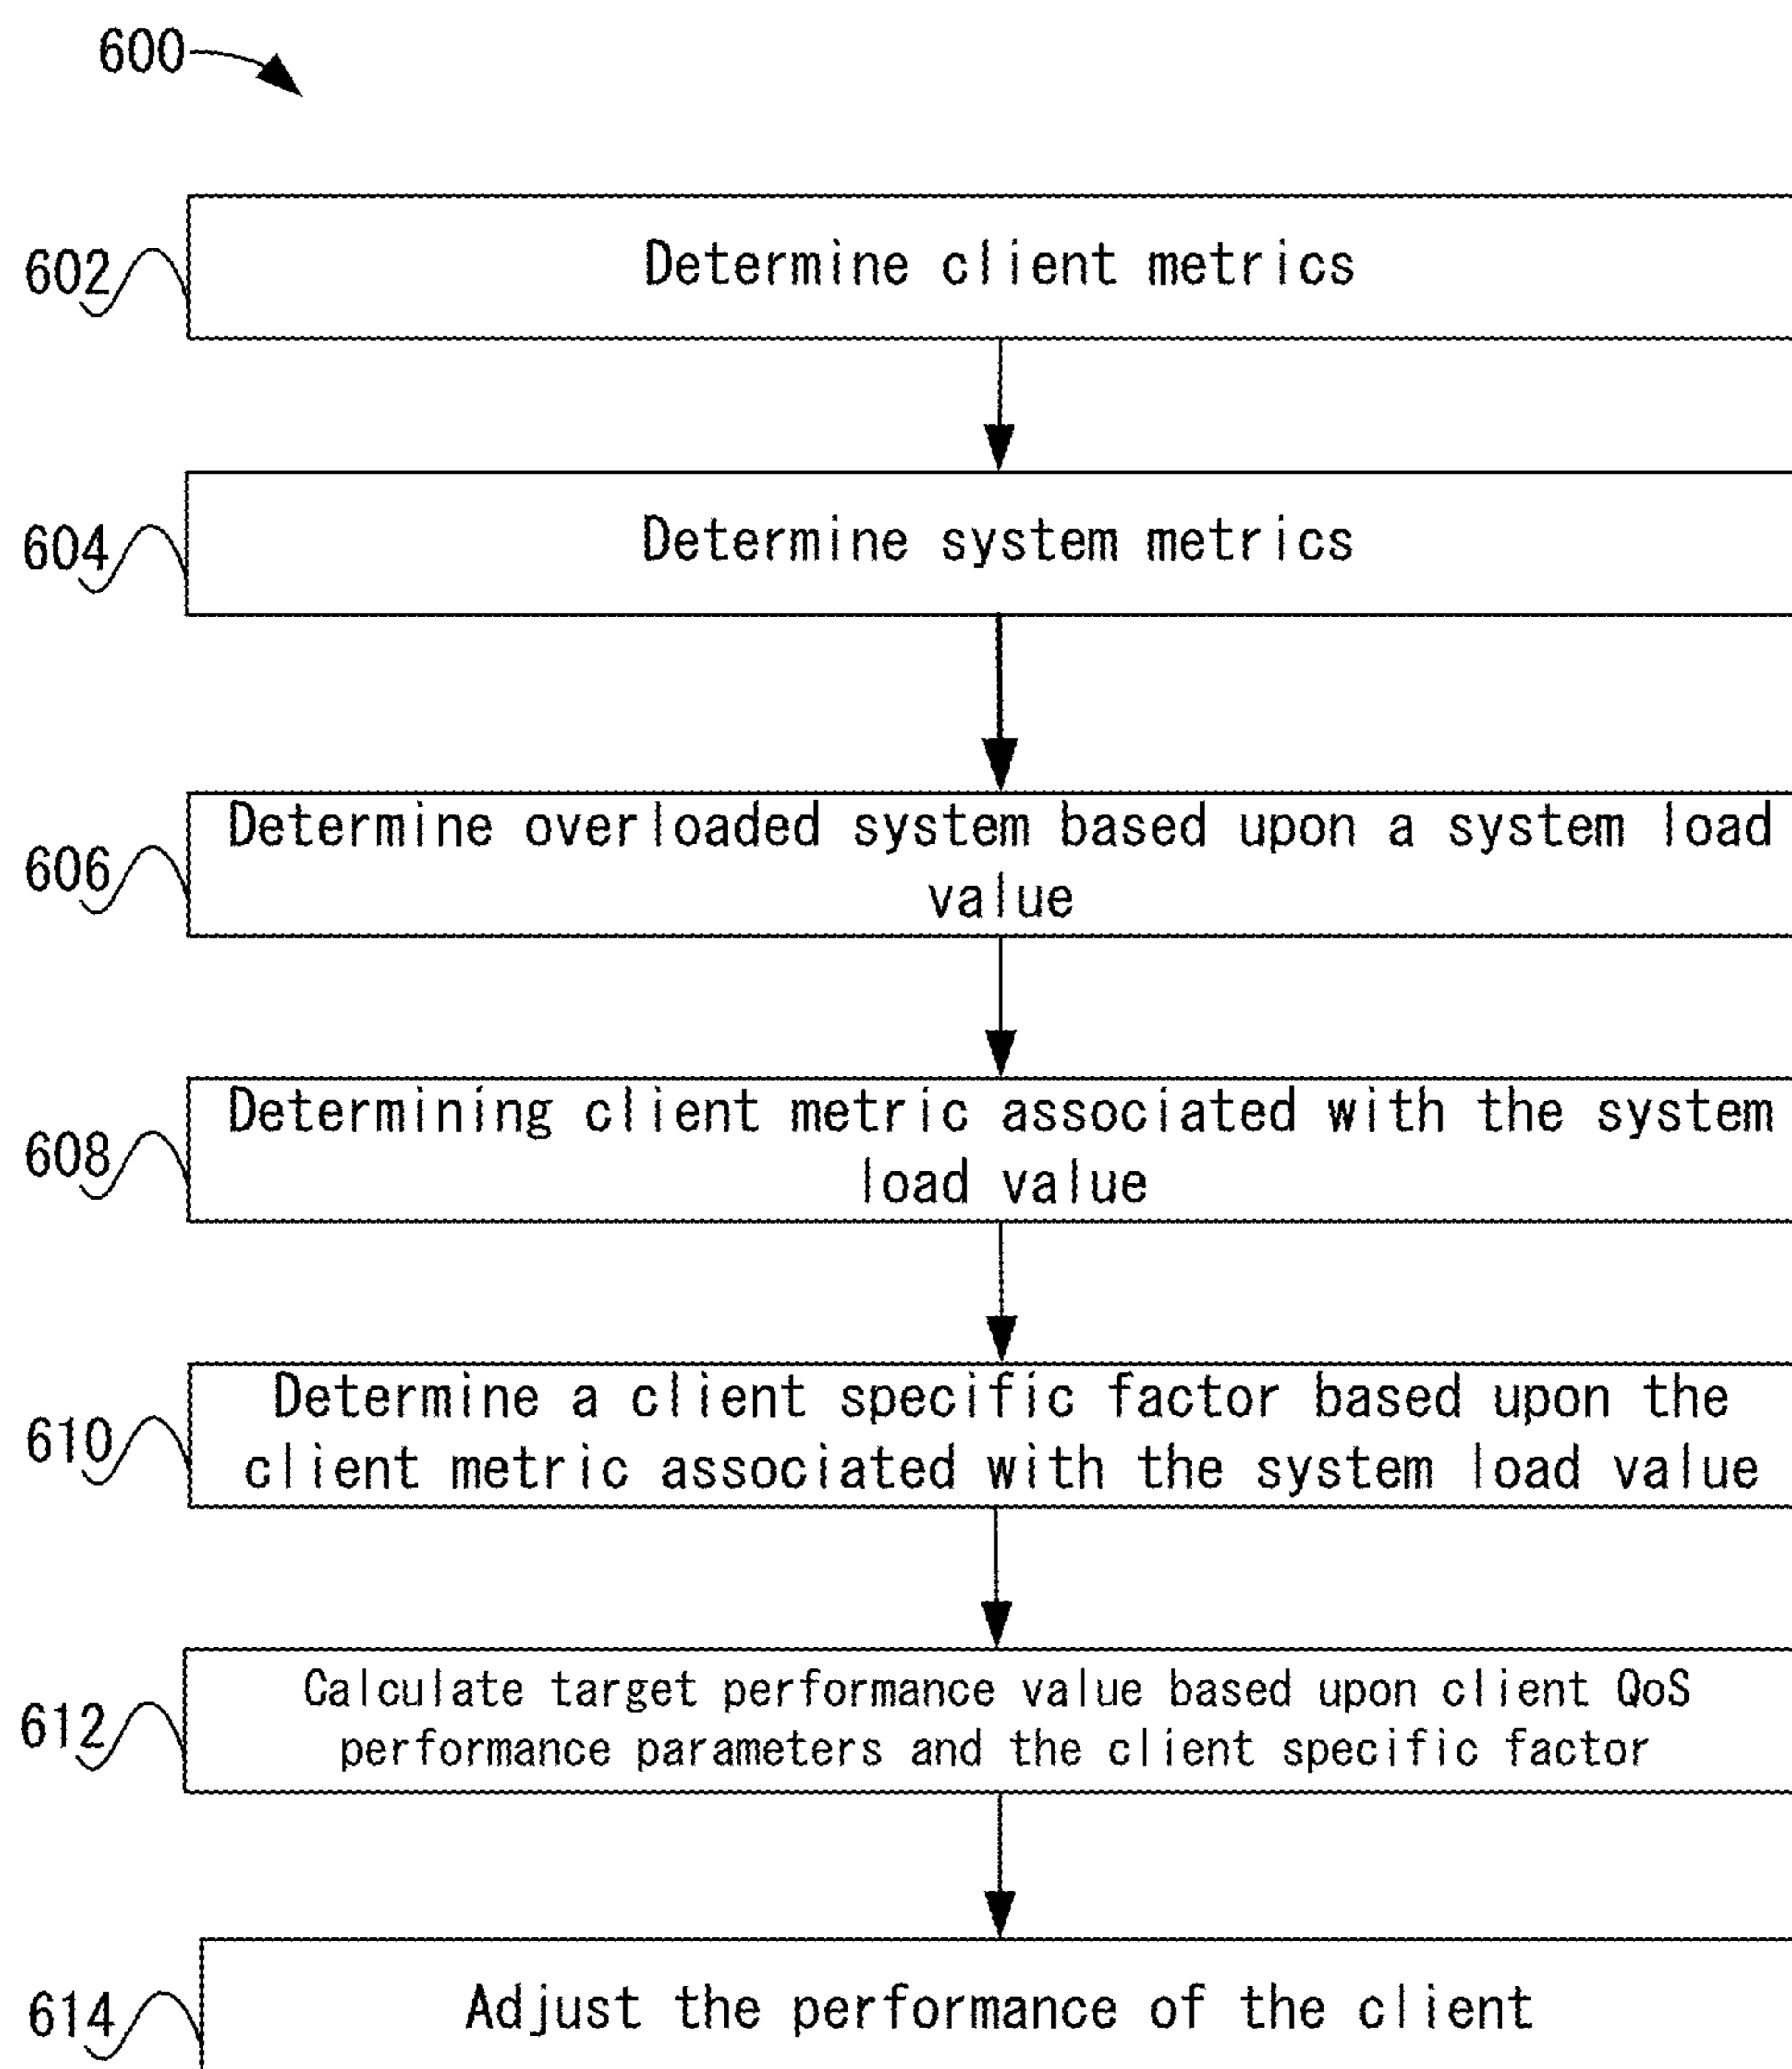 600
602
Determine client metrics
604
Determine system metrics
606
Determine overloaded system based upon a system load
value
608
Determining client metric associated with the system
load value
610
Determine a client specific factor based upon the
client metric associated with the system load value
612
Calculate target performance value based upon client QoS
performance parameters and the client specific factor
614
Adjust the performance of the client